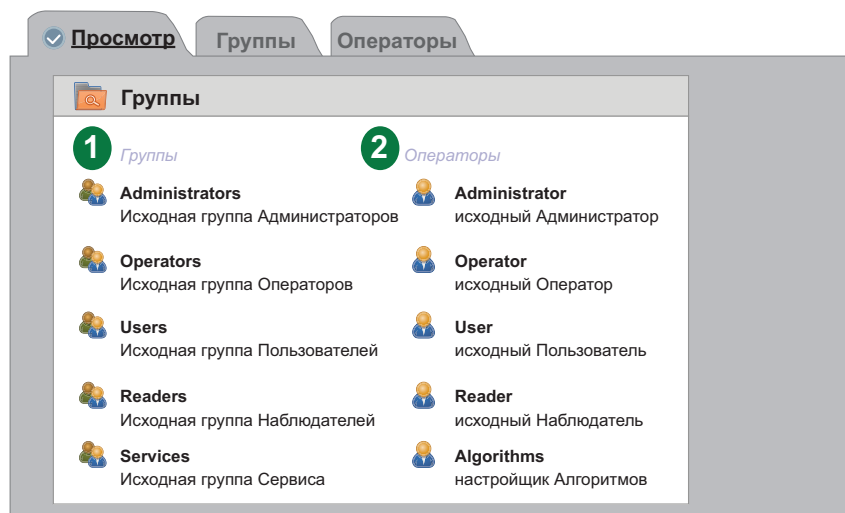 Просмотр Группы Операторы
Группы
1 Группы 2 Операторы
Administrators Administrator
Исходная группа Администраторов исходный Администратор
Operators Operator
Исходная группа Операторов исходный Оператор
Users User
Исходная группа Пользователей исходный Пользователь
Readers Reader
Исходная группа Наблюдателей исходный Наблюдатель
Services Algorithms
Исходная группа Сервиса настройщик Алгоритмов